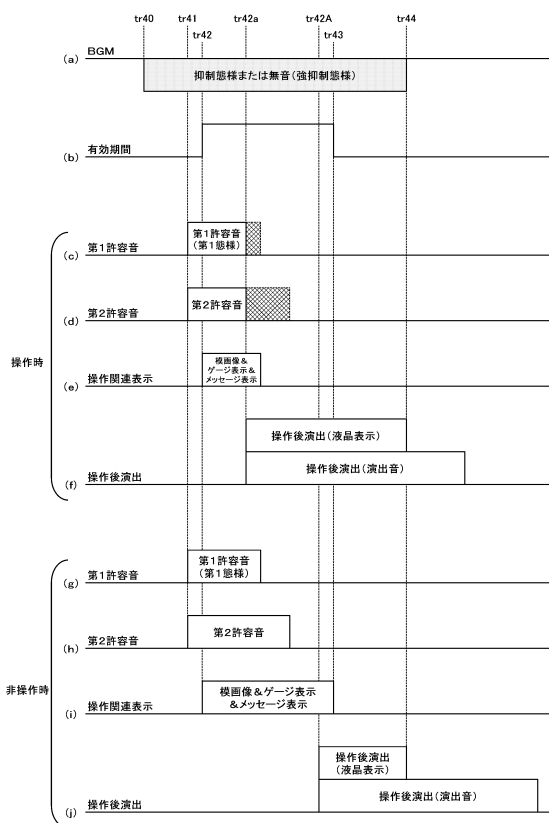 tr40 tr41 tr42a tr42A tr44
tr42 tr43
BGM
(a)
抑制態様または無音(強抑制態様)
有効期間
(b)
操作時
第1許容音
(c)
第1許容音
(第1態様)
第2許容音
(d)
第2許容音
操作関連表示
(e)
模画像&
ゲージ表示&
メッセージ表示
操作後演出(液晶表示)
操作後演出(演出音)
操作後演出
(f)
非操作時
第1許容音
(g)
第1許容音
(第1態様)
第2許容音
(h)
第2許容音
操作関連表示
(i)
模画像&ゲージ表示
&メッセージ表示
操作後演出
(液晶表示)
操作後演出(演出音)
操作後演出
(j)